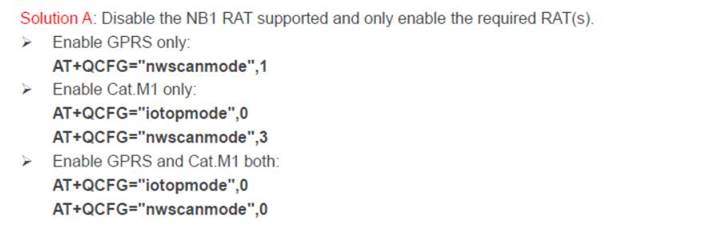 Solution A: Disable the NB1 RAT supported and only enable the required RAT(s).
➢ Enable GPRS only:
AT+QCFG="nwscanmode",1
➢ Enable Cat.M1 only:
AT+QCFG="iotopmode",0
AT+QCFG="nwscanmode",3
➢ Enable GPRS and Cat.M1 both:
AT+QCFG="iotopmode",0
AT+QCFG="nwscanmode",0